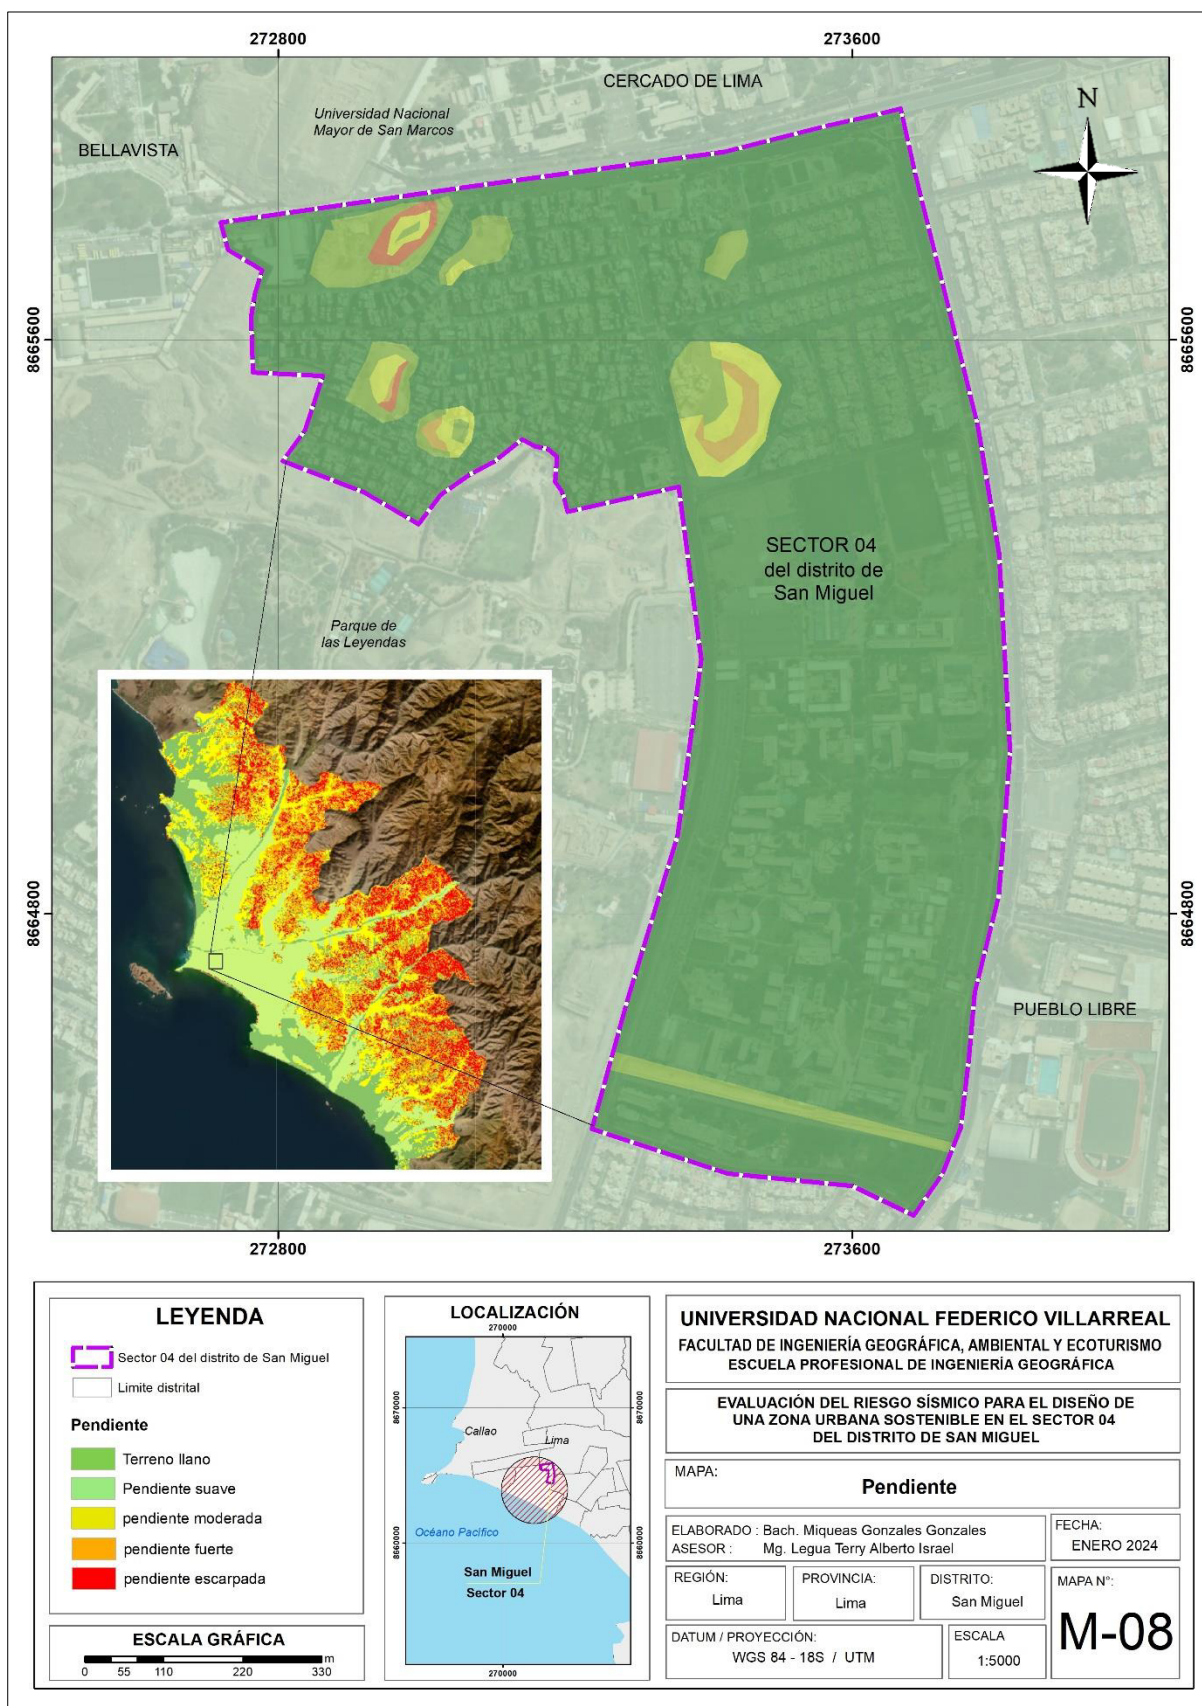 272800
273600
CERCADO DE LIMA
Universidad Nacional
Mayor de San Marcos
BELLAVISTA
N
8665600
8665600
SECTOR 04
del distrito de
San Miguel
Parque de
las Leyendas
8664800
8664800
PUEBLO LIBRE
272800
273600
LEYENDA
Sector 04 del distrito de San Miguel
Limite distrital
Pendiente
Terreno llano
Pendiente suave
pendiente moderada
pendiente fuerte
pendiente escarpada
ESCALA GRÁFICA
m
0 55 110 220 330
LOCALIZACIÓN
270000
8670000
8670000
Callao
Lima
Océano Pacífico
8660000
8660000
San Miguel
Sector 04
270000
UNIVERSIDAD NACIONAL FEDERICO VILLARREAL
FACULTAD DE INGENIERÍA GEOGRÁFICA, AMBIENTAL Y ECOTURISMO
ESCUELA PROFESIONAL DE INGENIERÍA GEOGRÁFICA
EVALUACIÓN DEL RIESGO SÍSMICO PARA EL DISEÑO DE
UNA ZONA URBANA SOSTENIBLE EN EL SECTOR 04
DEL DISTRITO DE SAN MIGUEL
MAPA:
Pendiente
ELABORADO : Bach. Miqueas Gonzales Gonzales
ASESOR : Mg. Legua Terry Alberto Israel
FECHA:
ENERO 2024
REGIÓN:
Lima
PROVINCIA:
Lima
DISTRITO:
San Miguel
MAPA N°:
M-08
DATUM / PROYECCIÓN:
WGS 84 - 18S / UTM
ESCALA
1:5000